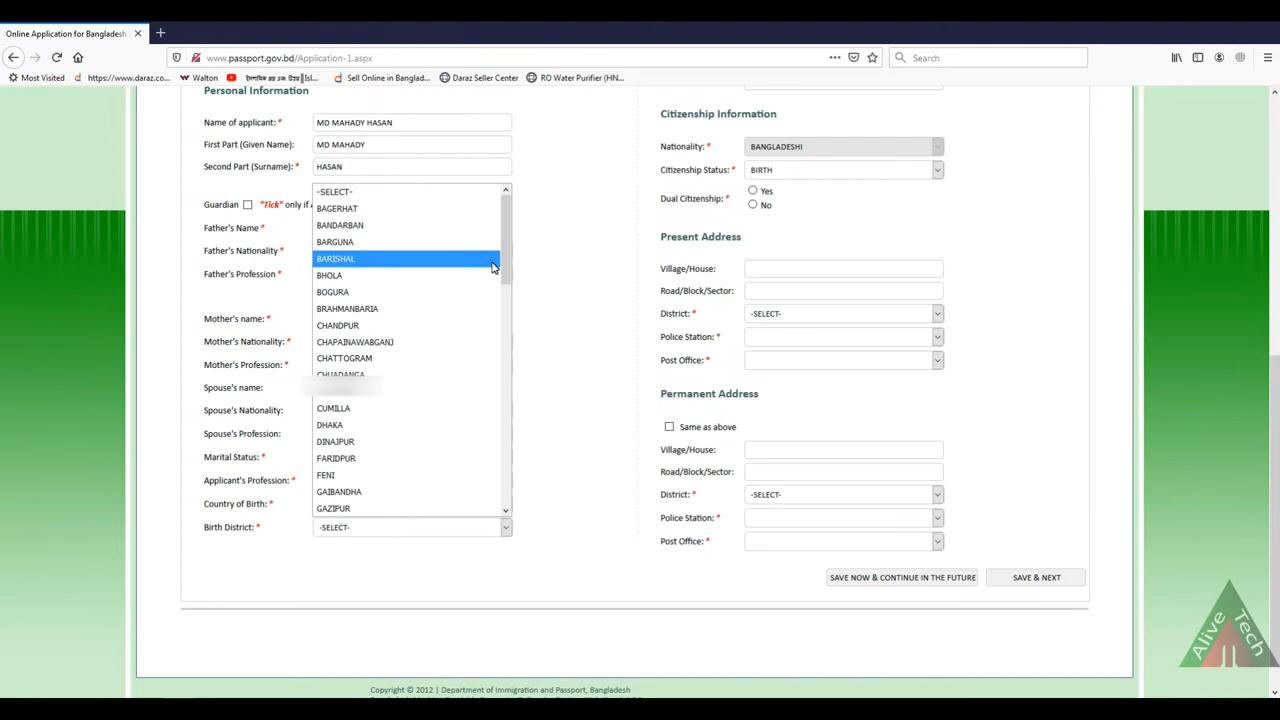 Online Application for Bangladesh
www.passport.gov.bd/Application-1.aspx
Search
Most Visited
https://www.daraz.co...
Walton
Sell Online in Banglad...
Daraz Seller Center
RO Water Purifier (HN...
Personal Information
Name of applicant: * MD MAHADY HASAN
First Part (Given Name): MD MAHADY
Second Part (Surname): * HASAN
Guardian "Tick" only if
Father's Name *
Father's Nationality *
Father's Profession *
Mother's name: *
Mother's Nationality: *
Mother's Profession: *
Spouse's name:
Spouse's Nationality:
Spouse's Profession:
Marital Status: *
Applicant's Profession: *
Country of Birth: *
Birth District: * -SELECT-
-SELECT-
BAGERHAT
BANDARBAN
BARGUNA
BARISHAL
BHOLA
BOGURA
BRAHMANBARIA
CHANDPUR
CHAPAINAWABGANJ
CHATTOGRAM
CHUADANGA
CUMILLA
DHAKA
DINAJPUR
FARIDPUR
FENI
GAIBANDHA
GAZIPUR
Citizenship Information
Nationality: * BANGLADESHI
Citizenship Status: * BIRTH
Dual Citizenship: * Yes
No
Present Address
Village/House:
Road/Block/Sector:
District: * -SELECT-
Police Station: *
Post Office: *
Permanent Address
Same as above
Village/House:
Road/Block/Sector:
District: * -SELECT-
Police Station: *
Post Office: *
SAVE NOW & CONTINUE IN THE FUTURE
SAVE & NEXT
Copyright © 2012 | Department of Immigration and Passport, Bangladesh
Alive Tech